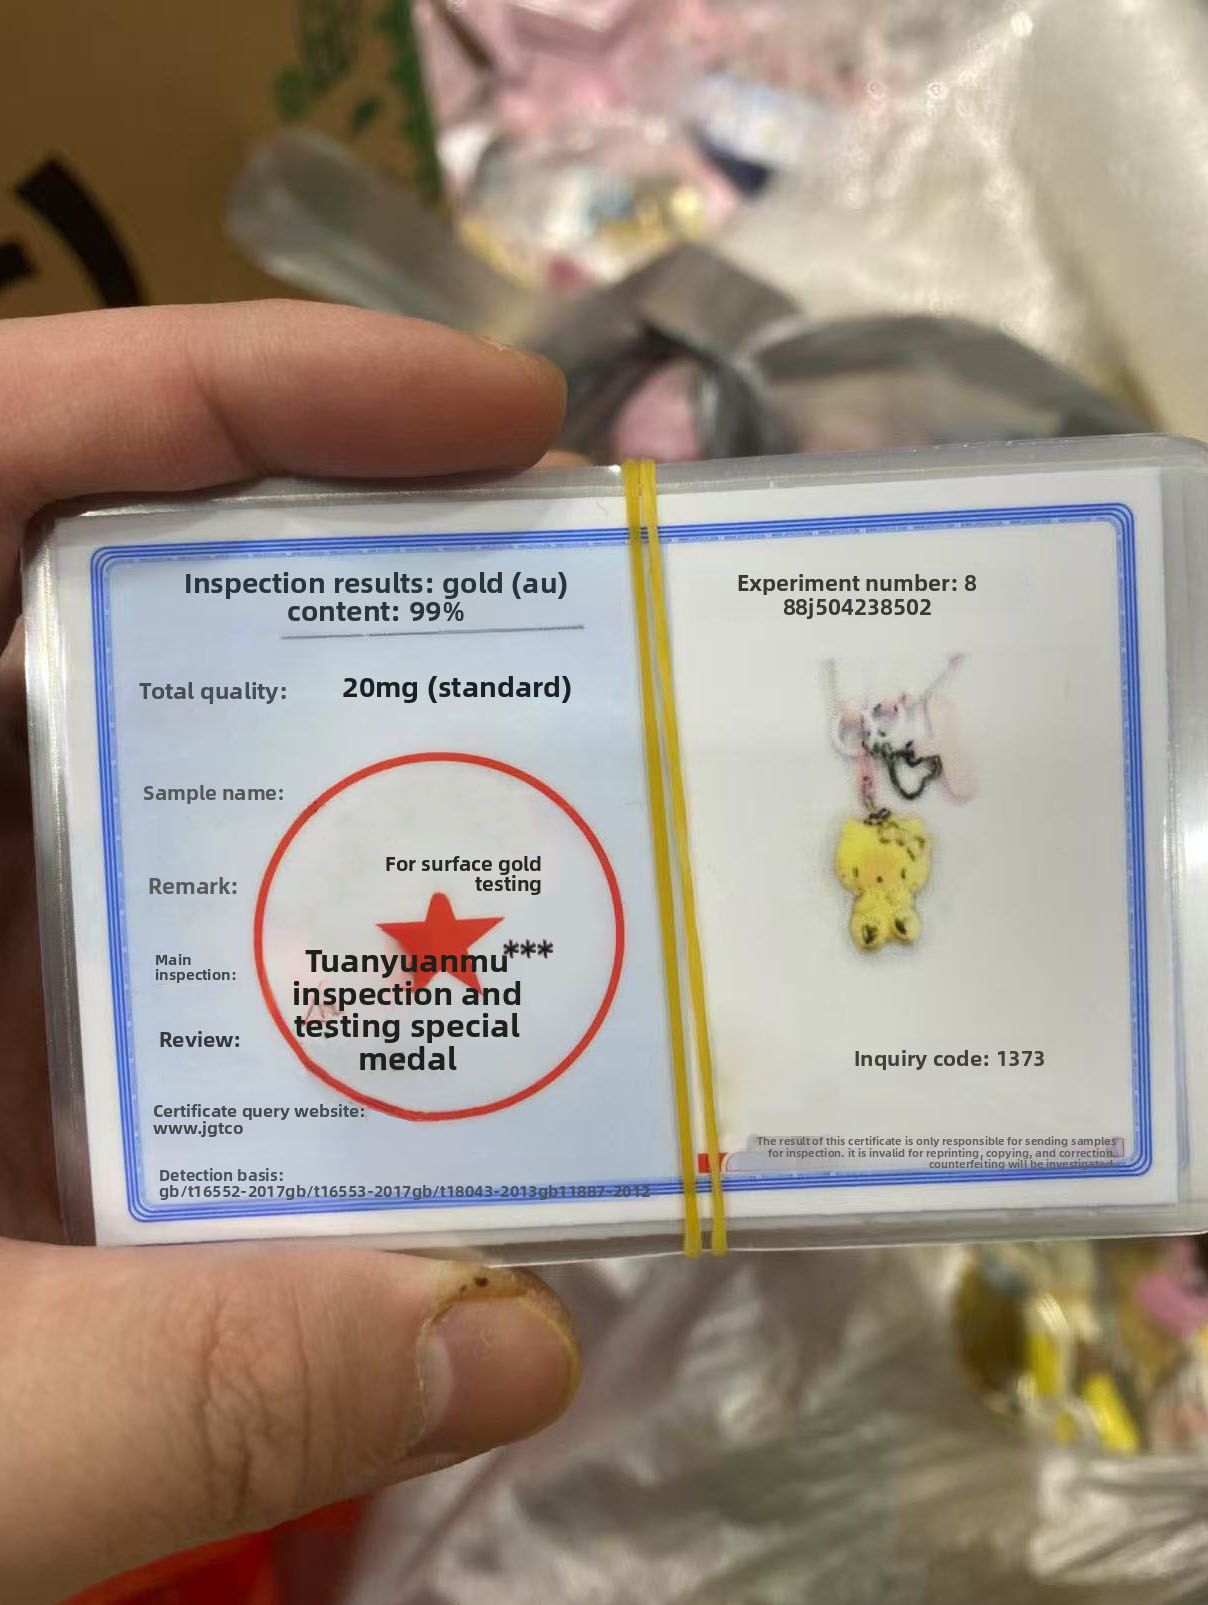 Inspection results: gold (au)
content: 99%
Total quality:
20mg (standard)
Sample name:
Remark:
For surface gold
testing
Main
inspection:
Tuanyuanmu***
inspection and
testing special
medal
Review:
Certificate query website:
www.jgtco
Detection basis:
gb/t16552-2017gb/t16553-2017gb/t18043-2013gb11887-2012
Experiment number: 8
88j504238502
Inquiry code: 1373
The result of this certificate is only responsible for sending samples
for inspection. it is invalid for reprinting, copying, and correction.
counterfeiting will be investigated.